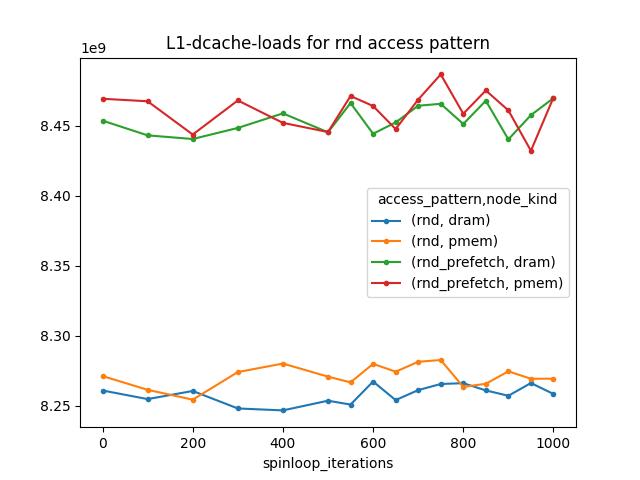 L1-dcache-loads for rnd access pattern
1e9
8.45
8.40
8.35
8.30
8.25
access_pattern,node_kind
(rnd, dram)
(rnd, pmem)
(rnd_prefetch, dram)
(rnd_prefetch, pmem)
0 200 400 600 800 1000
spinloop_iterations